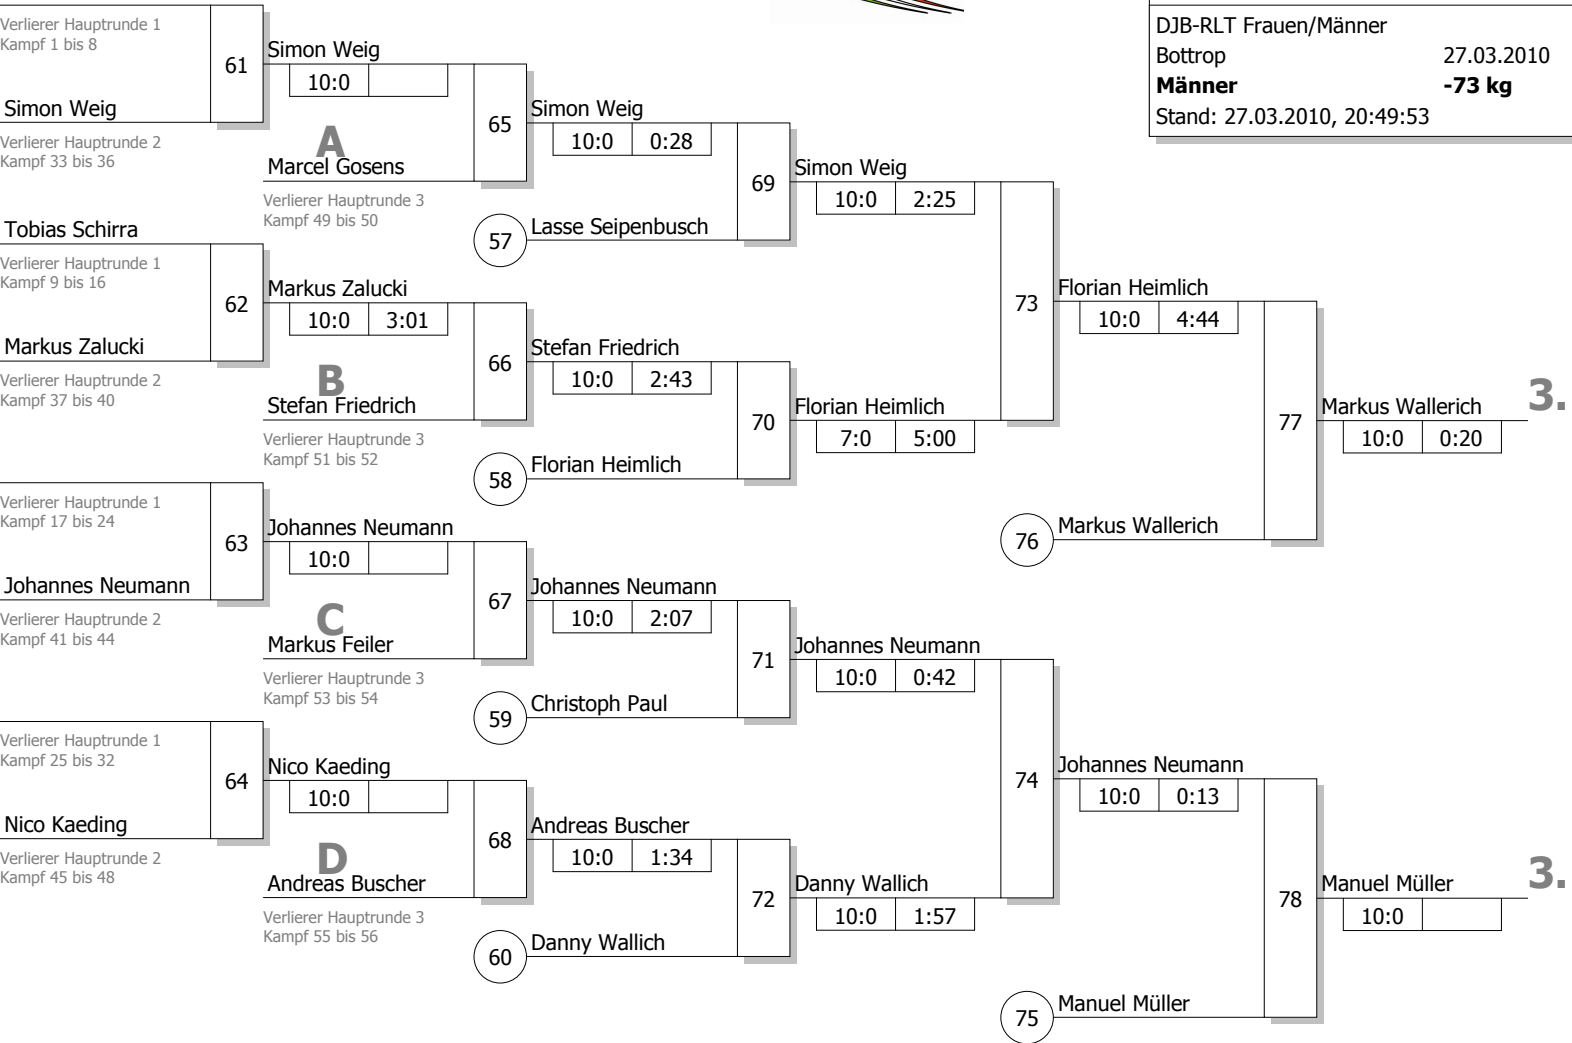 DJB-RLT Frauen/Männer
Bottrop 27.03.2010
Männer -73 kg
Stand: 27.03.2010, 20:49:53
Verlierer Hauptrunde 1
Kampf 1 bis 8
61
Simon Weig
10:0
Simon Weig
Verlierer Hauptrunde 2
Kampf 33 bis 36
A
Marcel Gosens
Verlierer Hauptrunde 3
Kampf 49 bis 50
65
Simon Weig
10:0 0:28
57
Lasse Seipenbusch
69
Simon Weig
10:0 2:25
Tobias Schirra
Verlierer Hauptrunde 1
Kampf 9 bis 16
62
Markus Zalucki
10:0 3:01
Markus Zalucki
Verlierer Hauptrunde 2
Kampf 37 bis 40
B
Stefan Friedrich
Verlierer Hauptrunde 3
Kampf 51 bis 52
66
Stefan Friedrich
10:0 2:43
58
Florian Heimlich
70
Florian Heimlich
7:0 5:00
73
Florian Heimlich
10:0 4:44
76
Markus Wallerich
77
Markus Wallerich
10:0 0:20
3.
Verlierer Hauptrunde 1
Kampf 17 bis 24
63
Johannes Neumann
10:0
Johannes Neumann
Verlierer Hauptrunde 2
Kampf 41 bis 44
C
Markus Feiler
Verlierer Hauptrunde 3
Kampf 53 bis 54
67
Johannes Neumann
10:0 2:07
59
Christoph Paul
71
Johannes Neumann
10:0 0:42
Verlierer Hauptrunde 1
Kampf 25 bis 32
64
Nico Kaeding
10:0
Nico Kaeding
Verlierer Hauptrunde 2
Kampf 45 bis 48
D
Andreas Buscher
Verlierer Hauptrunde 3
Kampf 55 bis 56
68
Andreas Buscher
10:0 1:34
60
Danny Wallich
72
Danny Wallich
10:0 1:57
74
Johannes Neumann
10:0 0:13
75
Manuel Müller
78
Manuel Müller
10:0
3.